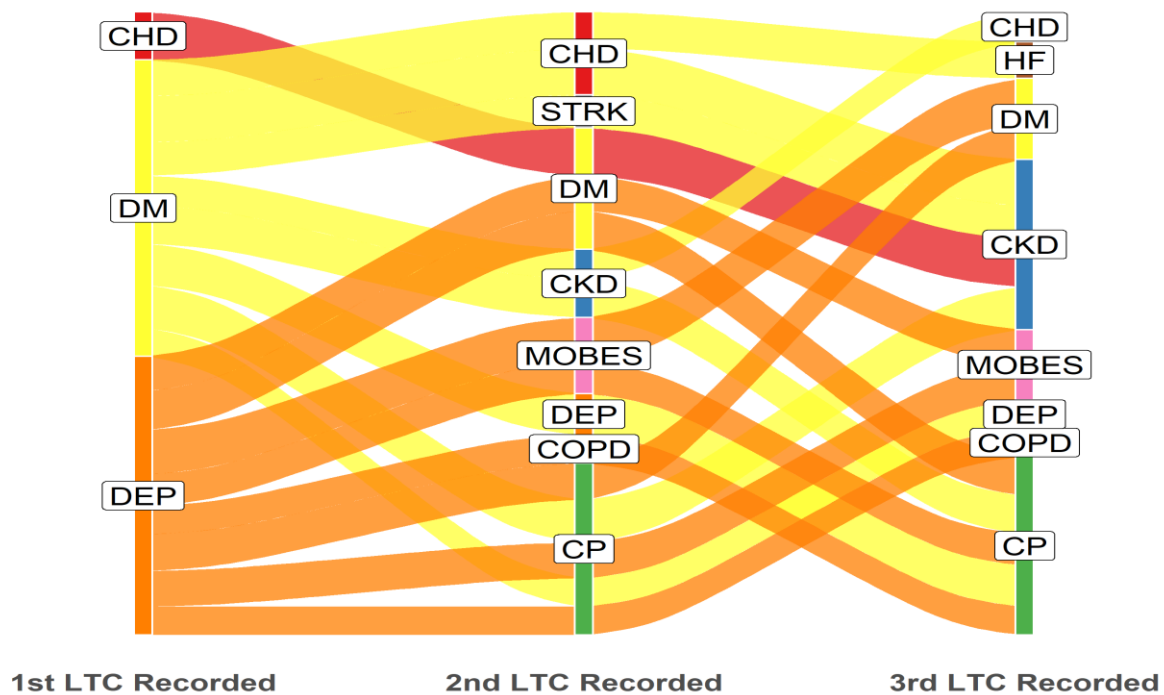 CHD
DM
DEP
CHD
STRK
DM
CKD
MOBES
DEP
COPD
CP
CHD
HF
DM
CKD
MOBES
DEP
COPD
CP
1st LTC Recorded
2nd LTC Recorded
3rd LTC Recorded